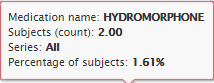 Medication name: HYDROMORPHONE
Subjects (count): 2.00
Series: All
Percentage of subjects: 1.61%